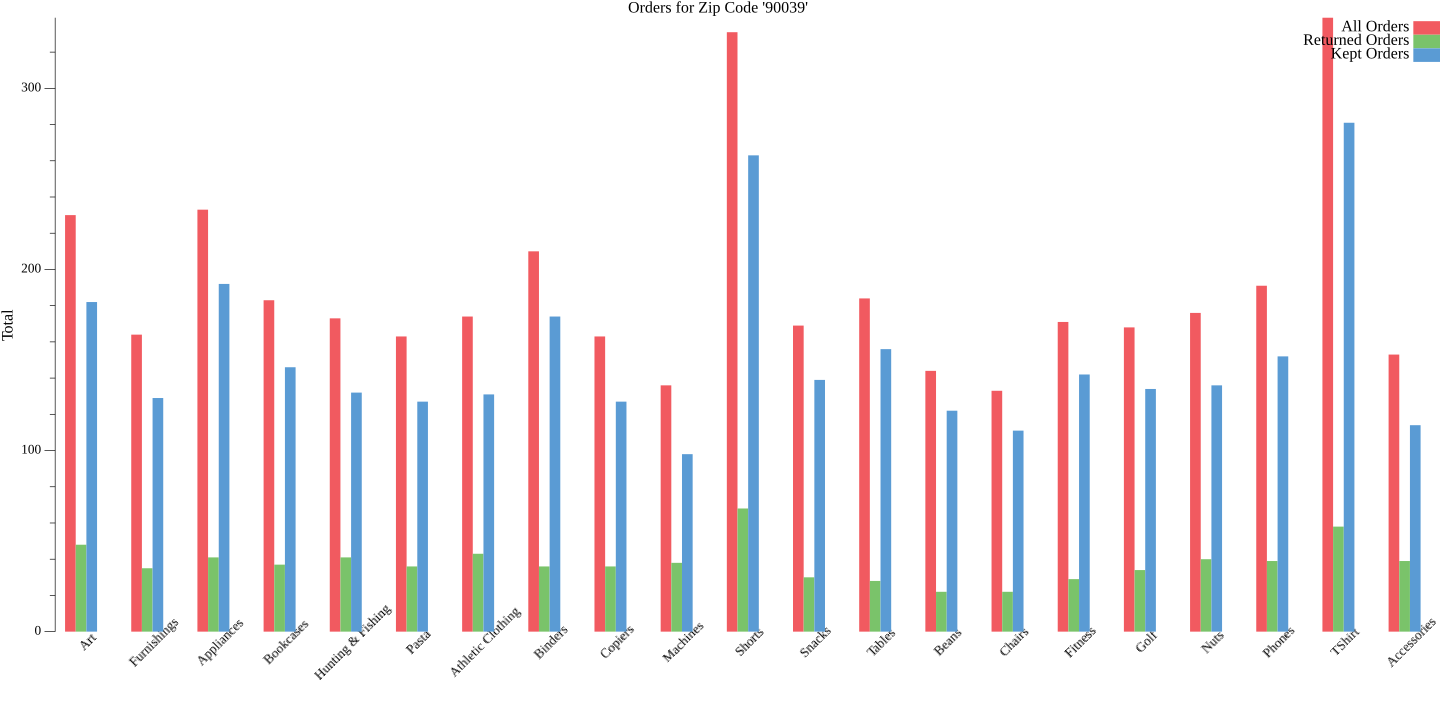 Orders for Zip Code '90039'
All Orders
Returned Orders
Kept Orders
Total
300
200
100
0
Art
Furnishings
Appliances
Bookcases
Hunting & Fishing
Pasta
Athletic Clothing
Binders
Copiers
Machines
Shorts
Snacks
Tables
Beans
Chairs
Fitness
Golf
Nuts
Phones
TShirt
Accessories